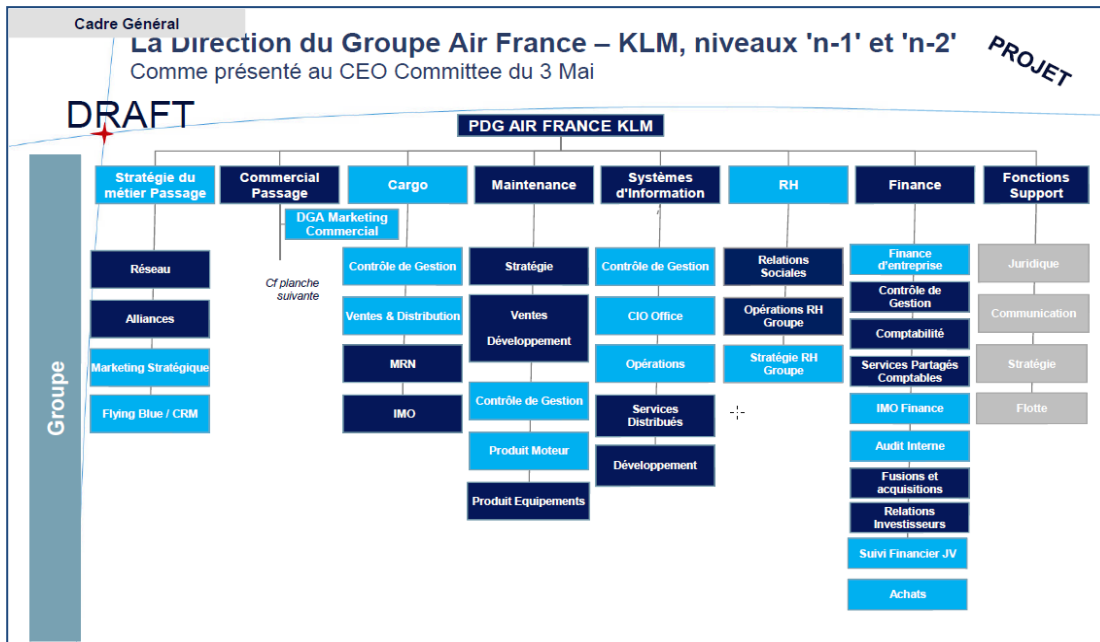 Cadre Général
La Direction du Groupe Air France – KLM, niveaux 'n-1' et 'n-2'
Comme présenté au CEO Committee du 3 Mai
PROJET
DRAFT
PDG AIR FRANCE KLM
Groupe
Stratégie du
métier Passage
Réseau
Alliances
Marketing Stratégique
Flying Blue / CRM
Commercial
Passage
DGA Marketing
Commercial
Cf planche
suivante
Cargo
Contrôle de Gestion
Ventes & Distribution
MRN
IMO
Maintenance
Stratégie
Ventes
Développement
Contrôle de Gestion
Produit Moteur
Produit Equipements
Systèmes
d'Information
Contrôle de Gestion
CIO Office
Opérations
Services
Distribués
Développement
RH
Relations
Sociales
Opérations RH
Groupe
Stratégie RH
Groupe
Finance
Finance
d'entreprise
Contrôle de
Gestion
Comptabilité
Services Partagés
Comptables
IMO Finance
Audit Interne
Fusions et
acquisitions
Relations
Investisseurs
Suivi Financier JV
Achats
Fonctions
Support
Juridique
Communication
Stratégie
Flotte